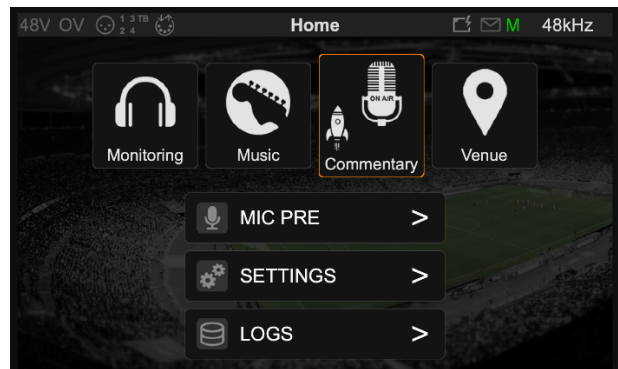 48V OV 1 3 TB Home M 48kHz
2 4
ON AIR
Monitoring Music Commentary Venue
MIC PRE >
SETTINGS >
LOGS >